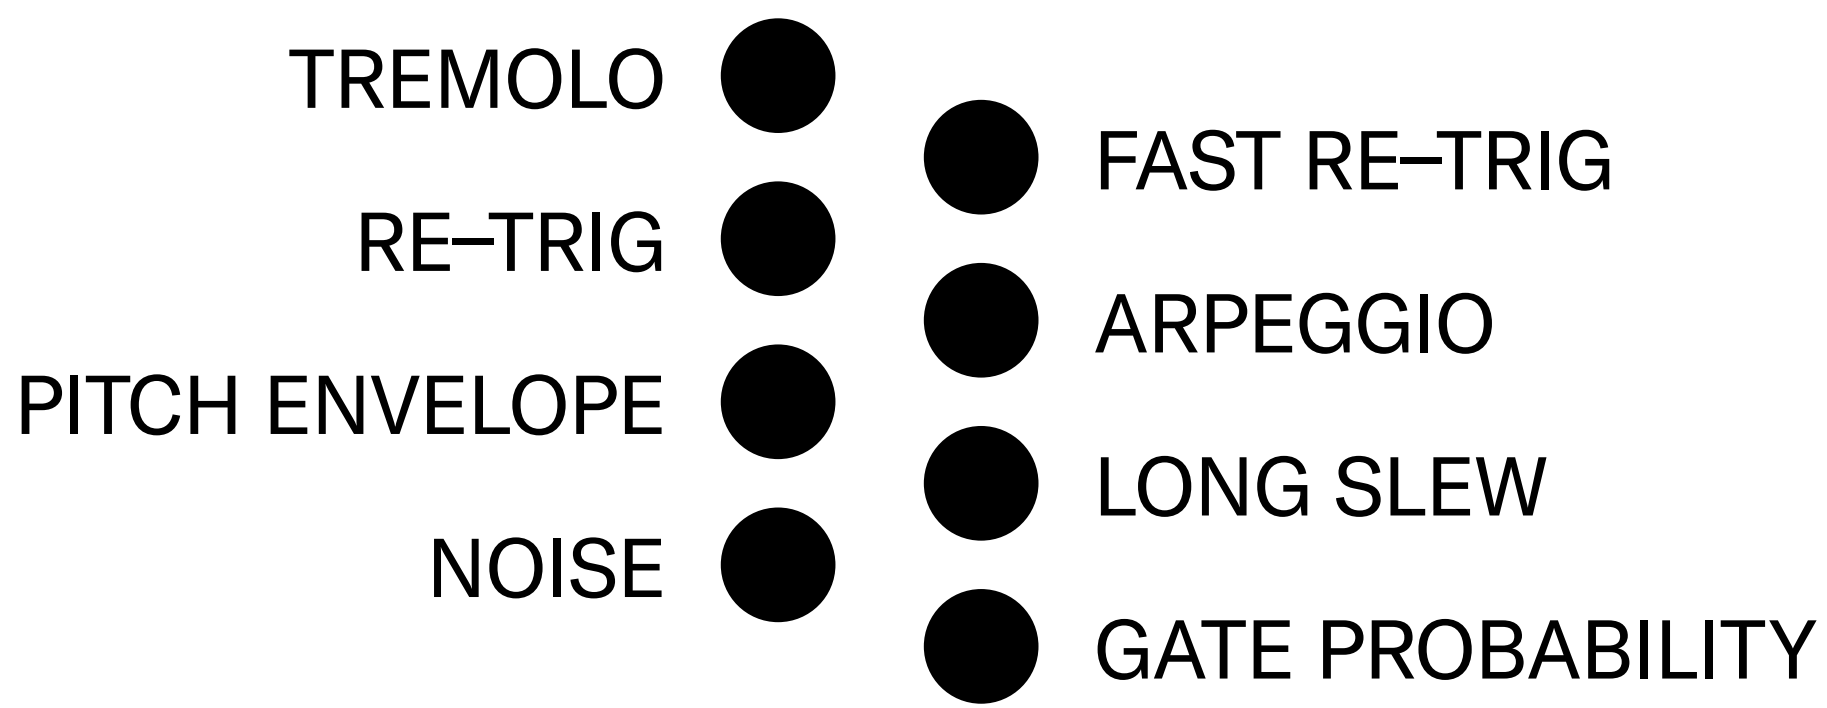 TREMOLO
FAST RE–TRIG
RE–TRIG
ARPEGGIO
PITCH ENVELOPE
LONG SLEW
NOISE
GATE PROBABILITY